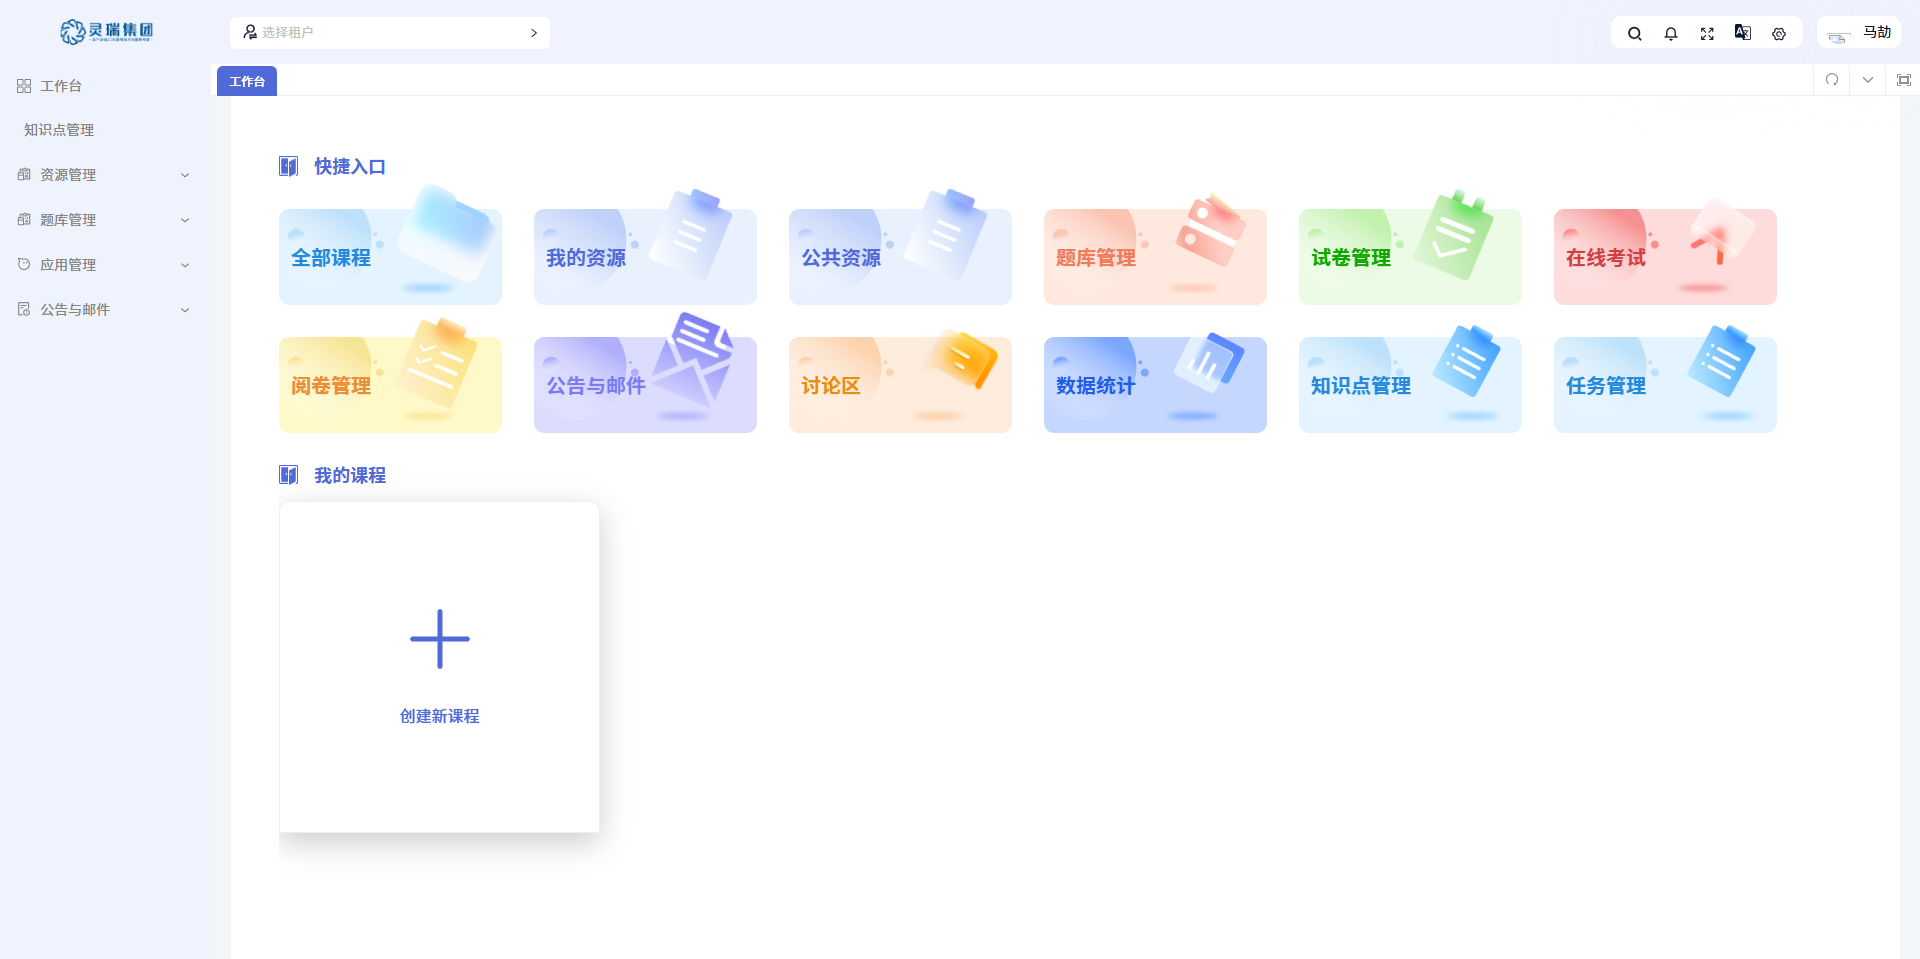 灵瑞集团
选择租户
马劼
工作台
知识点管理
资源管理
题库管理
应用管理
公告与邮件
工作台
快捷入口
全部课程
我的资源
公共资源
题库管理
试卷管理
在线考试
阅卷管理
公告与邮件
讨论区
数据统计
知识点管理
任务管理
我的课程
创建新课程